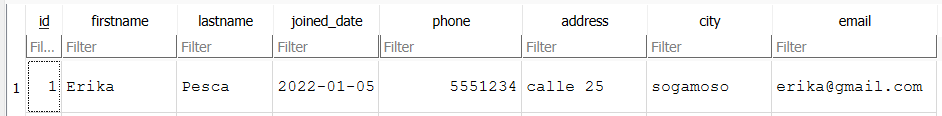 id firstname lastname joined_date phone address city email
Fil... Filter Filter Filter Filter Filter Filter Filter
1 1 Erika Pesca 2022-01-05 5551234 calle 25 sogamoso erika@gmail.com